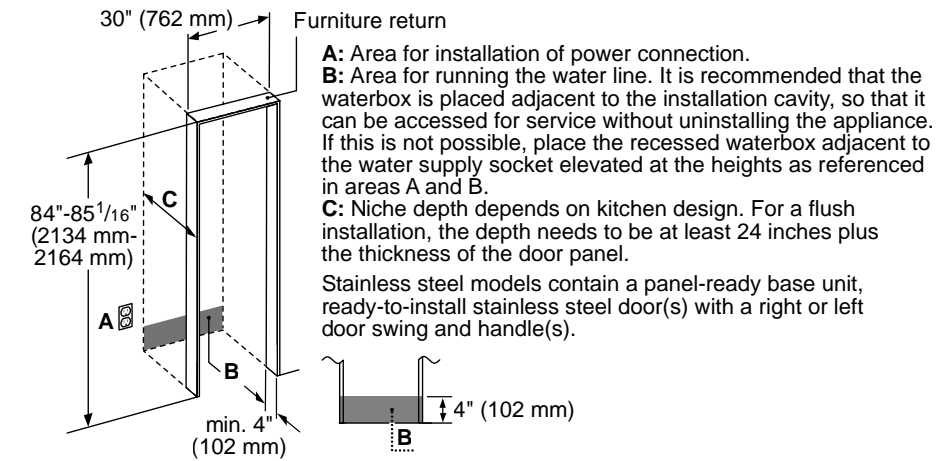 30" (762 mm)
Furniture return
A: Area for installation of power connection.
B: Area for running the water line. It is recommended that the
waterbox is placed adjacent to the installation cavity, so that it
can be accessed for service without uninstalling the appliance.
If this is not possible, place the recessed waterbox adjacent to
the water supply socket elevated at the heights as referenced
in areas A and B.
C: Niche depth depends on kitchen design. For a flush
installation, the depth needs to be at least 24 inches plus
the thickness of the door panel.
Stainless steel models contain a panel-ready base unit,
ready-to-install stainless steel door(s) with a right or left
door swing and handle(s).
C
84"-85 1/16"
(2134 mm-
2164 mm)
A
B
min. 4"
(102 mm)
4" (102 mm)
B